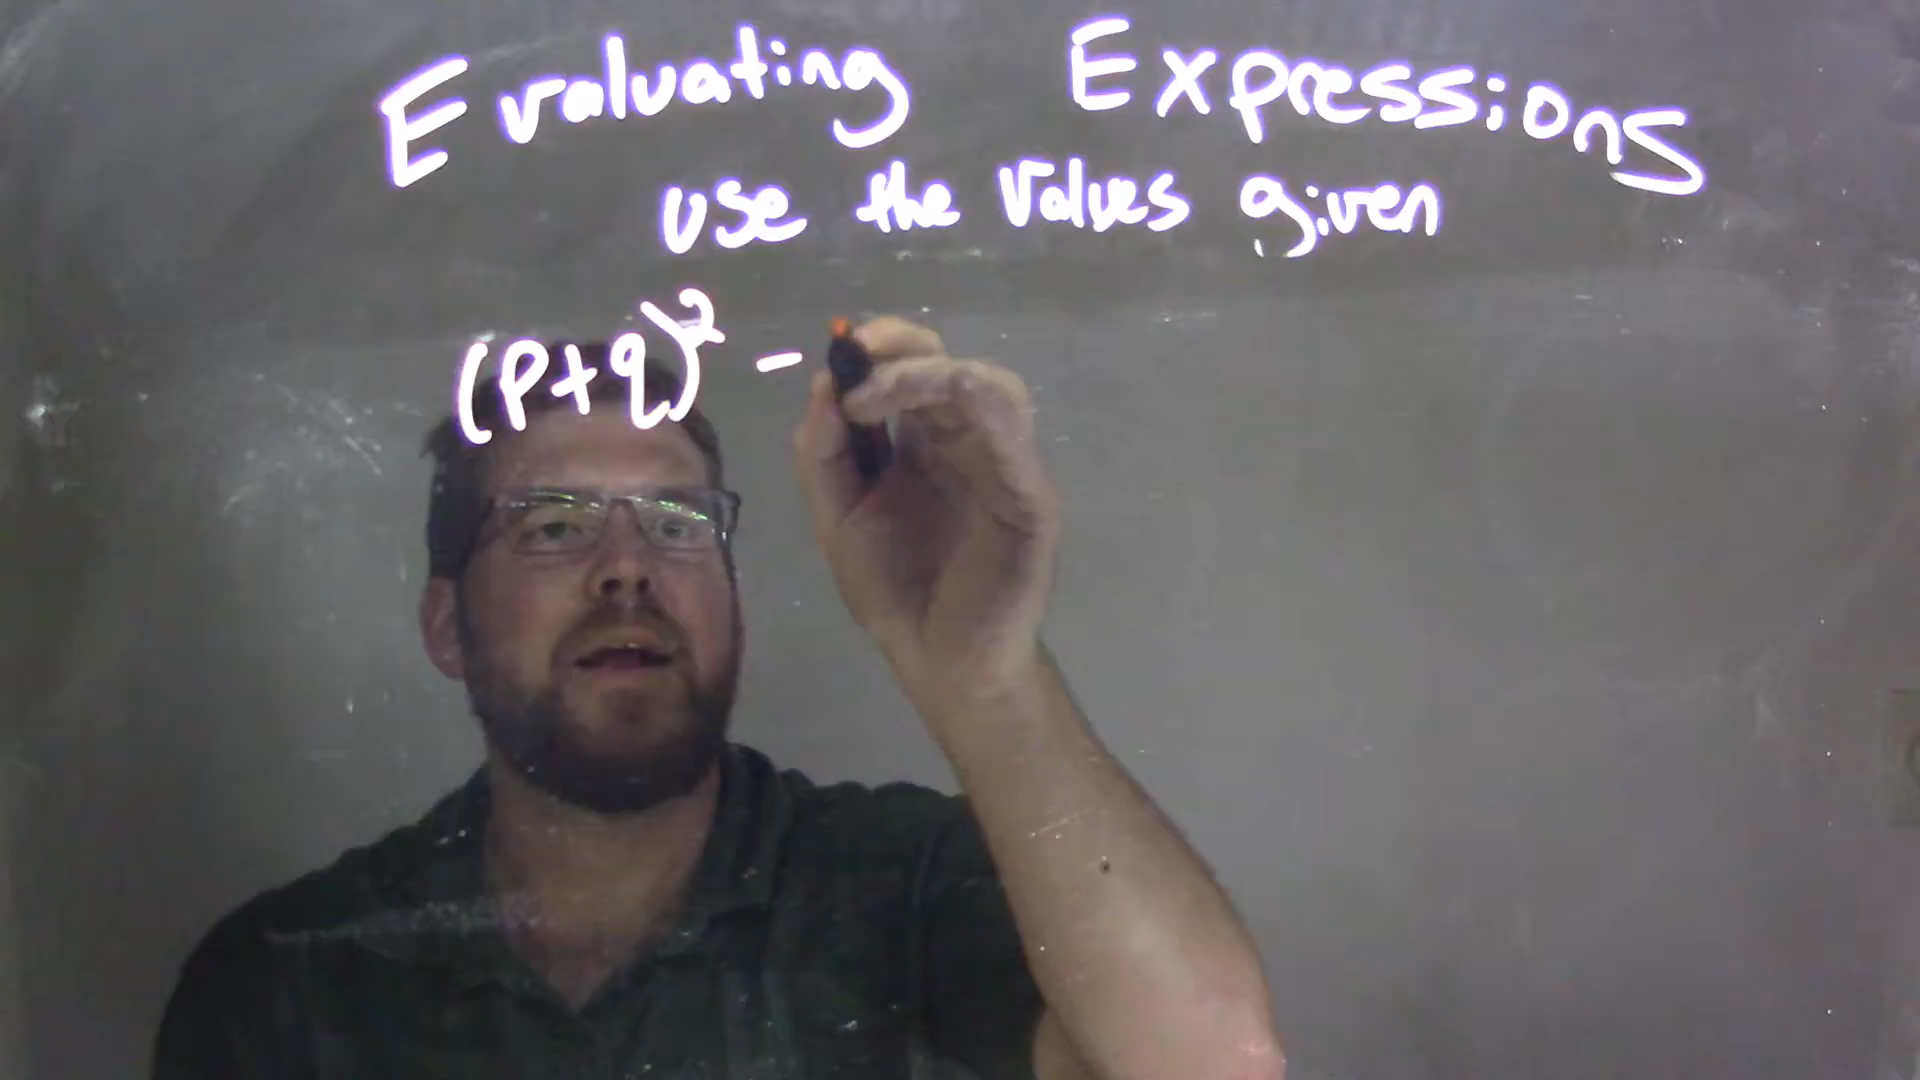 Evaluating Expressions
use the values given
(p+q)² -